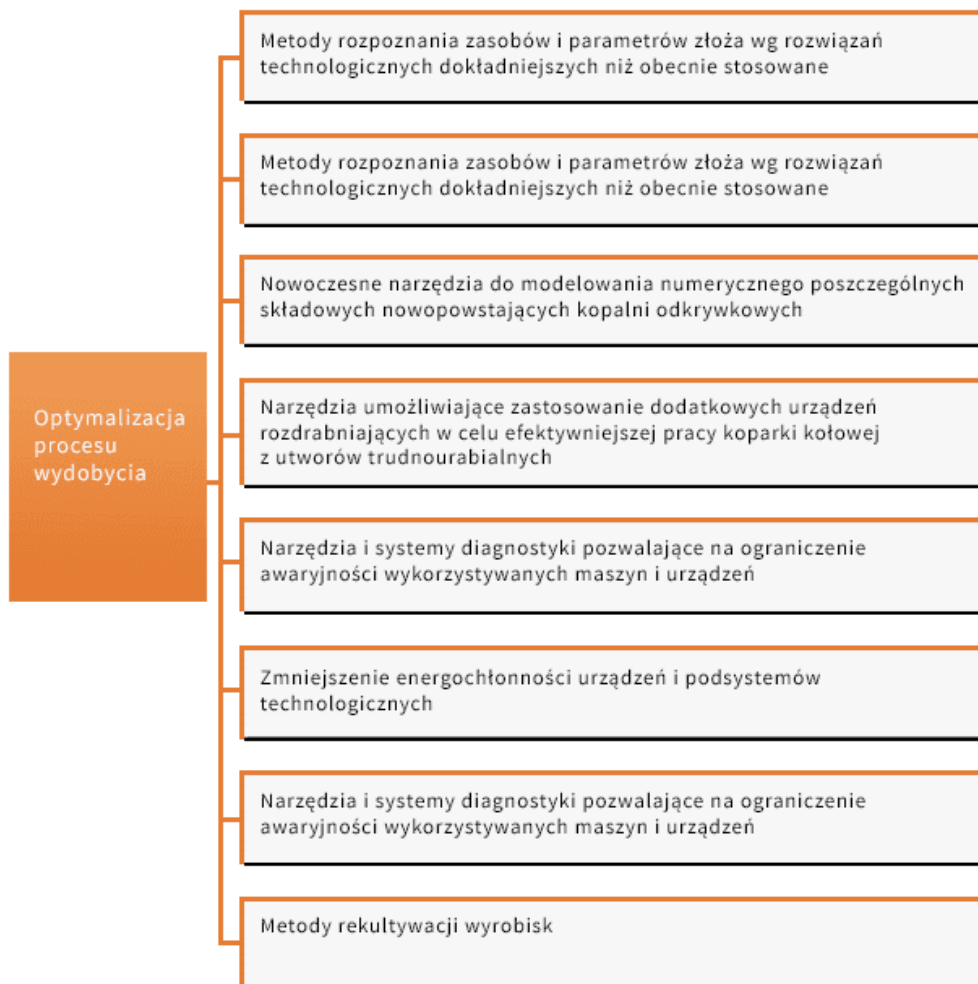 Metody rozpoznania zasobów i parametrów złoża wg rozwiązań
technologicznych dokładniejszych niż obecnie stosowane
Metody rozpoznania zasobów i parametrów złoża wg rozwiązań
technologicznych dokładniejszych niż obecnie stosowane
Nowoczesne narzędzia do modelowania numerycznego poszczególnych
składowych nowopowstających kopalni odkrywkowych
Optymalizacja
procesu
wydobycia
Narzędzia umożliwiające zastosowanie dodatkowych urządzeń
rozdrabniających w celu efektywniejszej pracy koparki kołowej
z utworów trudnourabialnych
Narzędzia i systemy diagnostyki pozwalające na ograniczenie
awaryjności wykorzystywanych maszyn i urządzeń
Zmniejszenie energochłonności urządzeń i podsystemów
technologicznych
Narzędzia i systemy diagnostyki pozwalające na ograniczenie
awaryjności wykorzystywanych maszyn i urządzeń
Metody rekultywacji wyrobisk